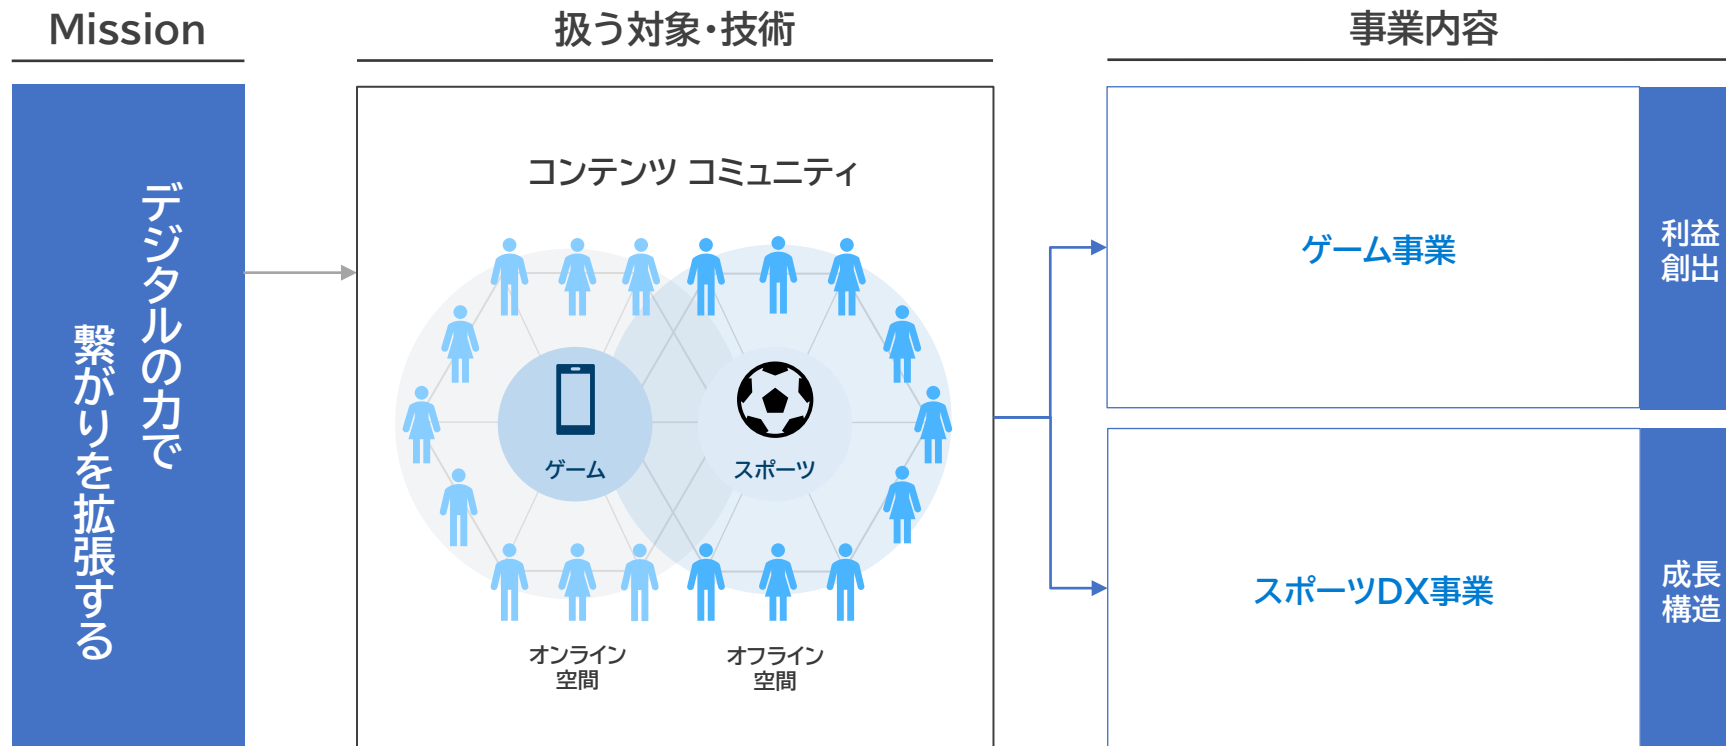 Mission
扱う対象・技術
事業内容
デジタルの力で
繋がりを拡張する
コンテンツ コミュニティ
ゲーム
スポーツ
オンライン
空間
オフライン
空間
ゲーム事業
利益
創出
スポーツDX事業
成長
構造